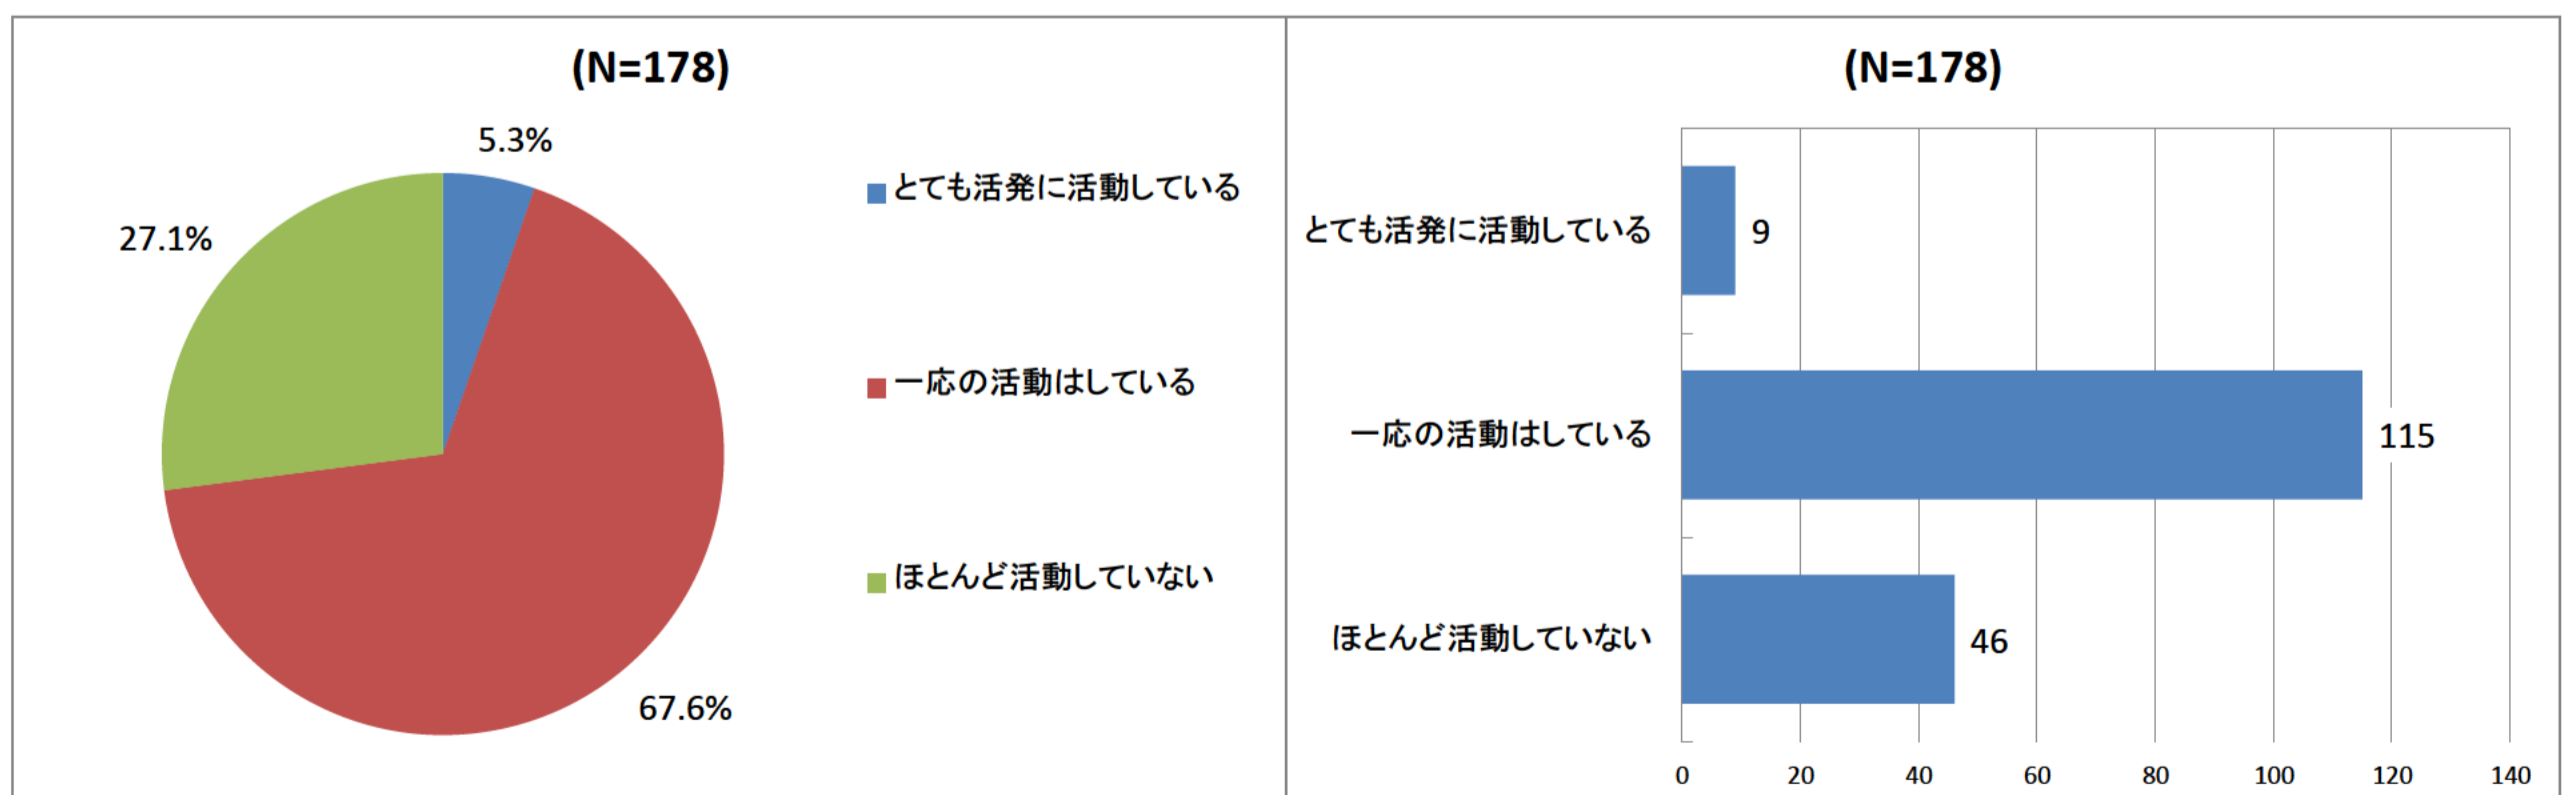 (N=178)
5.3%
27.1%
67.6%
とても活発に活動している
一応の活動はしている
ほとんど活動していない
(N=178)
とても活発に活動している
9
一応の活動はしている
115
ほとんど活動していない
46
0 20 40 60 80 100 120 140